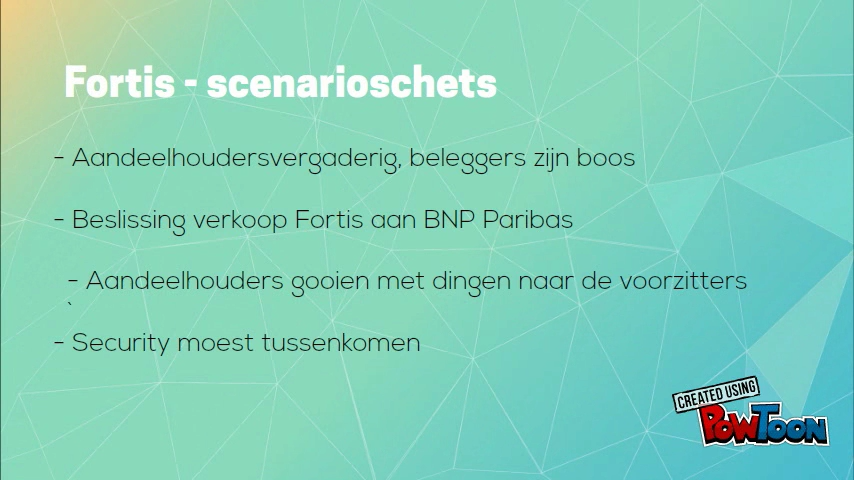 Fortis - scenarioschets
- Aandeelhoudersvergaderig, beleggers zijn boos
- Beslissing verkoop Fortis aan BNP Paribas
- Aandeelhouders gooien met dingen naar de voorzitters
`
- Security moest tussenkomen
CREATED USING
POWTOON